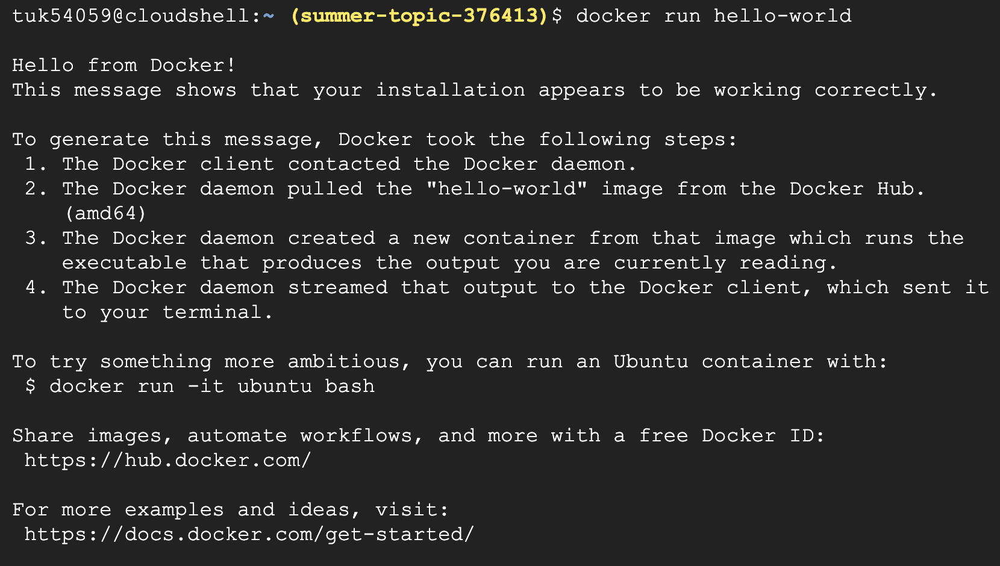 tuk54059@cloudshell:~ (summer-topic-376413)$ docker run hello-world
Hello from Docker!
This message shows that your installation appears to be working correctly.
To generate this message, Docker took the following steps:
1. The Docker client contacted the Docker daemon.
2. The Docker daemon pulled the "hello-world" image from the Docker Hub.
(amd64)
3. The Docker daemon created a new container from that image which runs the
executable that produces the output you are currently reading.
4. The Docker daemon streamed that output to the Docker client, which sent it
to your terminal.
To try something more ambitious, you can run an Ubuntu container with:
$ docker run -it ubuntu bash
Share images, automate workflows, and more with a free Docker ID:
https://hub.docker.com/
For more examples and ideas, visit:
https://docs.docker.com/get-started/